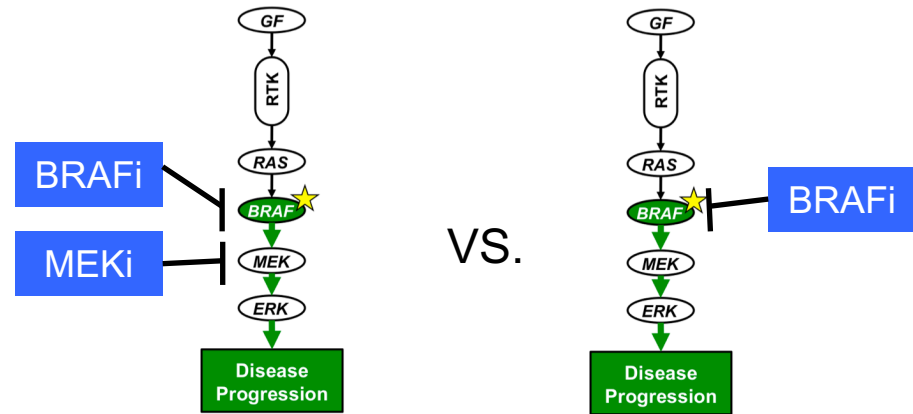 GF
RTK
RAS
BRAFi
BRAF
MEKi
MEK
ERK
Disease
Progression
VS.
GF
RTK
RAS
BRAF
BRAFi
MEK
ERK
Disease
Progression